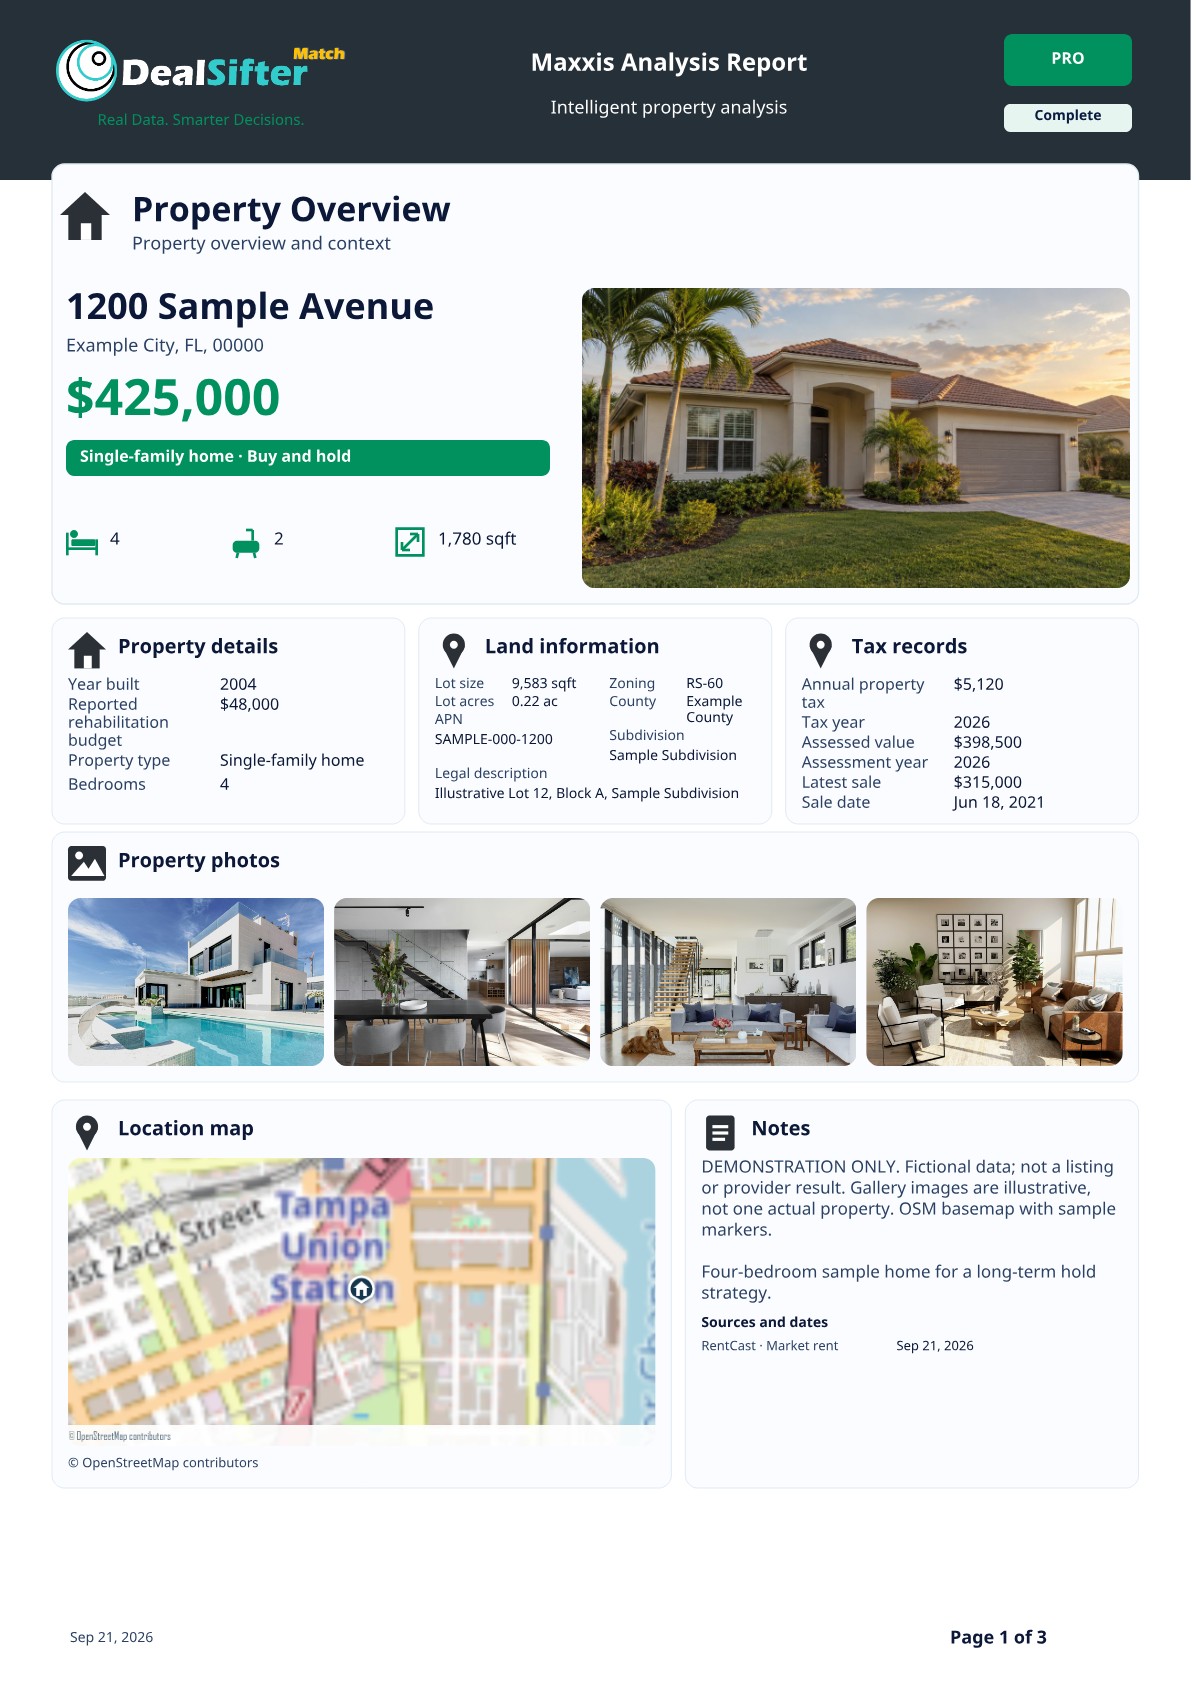 DealSifter Match
Real Data. Smarter Decisions.
Maxxis Analysis Report
Intelligent property analysis
PRO
Complete
Property Overview
Property overview and context
1200 Sample Avenue
Example City, FL, 00000
$425,000
Single-family home · Buy and hold
4
2
1,780 sqft
Property details
Year built 2004
Reported rehabilitation budget $48,000
Property type Single-family home
Bedrooms 4
Land information
Lot size 9,583 sqft
Lot acres 0.22 ac
APN
SAMPLE-000-1200
Zoning RS-60
County Example County
Subdivision
Sample Subdivision
Legal description
Illustrative Lot 12, Block A, Sample Subdivision
Tax records
Annual property tax $5,120
Tax year 2026
Assessed value $398,500
Assessment year 2026
Latest sale $315,000
Sale date Jun 18, 2021
Property photos
Location map
ast Zack Street
Tampa
Union
Station
© OpenStreetMap contributors
© OpenStreetMap contributors
Notes
DEMONSTRATION ONLY. Fictional data; not a listing
or provider result. Gallery images are illustrative,
not one actual property. OSM basemap with sample
markers.
Four-bedroom sample home for a long-term hold
strategy.
Sources and dates
RentCast · Market rent Sep 21, 2026
Sep 21, 2026
Page 1 of 3